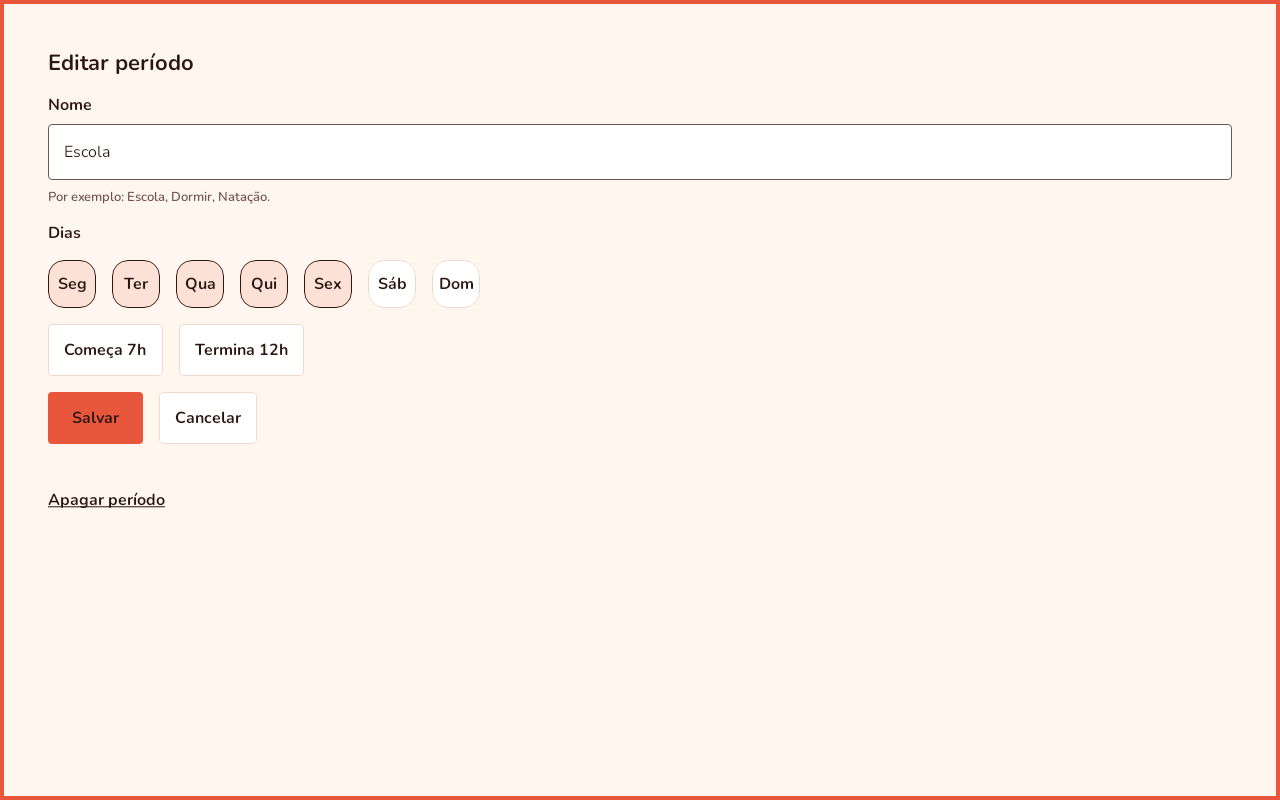 Editar período
Nome
Escola
Por exemplo: Escola, Dormir, Natação.
Dias
Seg Ter Qua Qui Sex Sáb Dom
Começa 7h Termina 12h
Salvar Cancelar
Apagar período